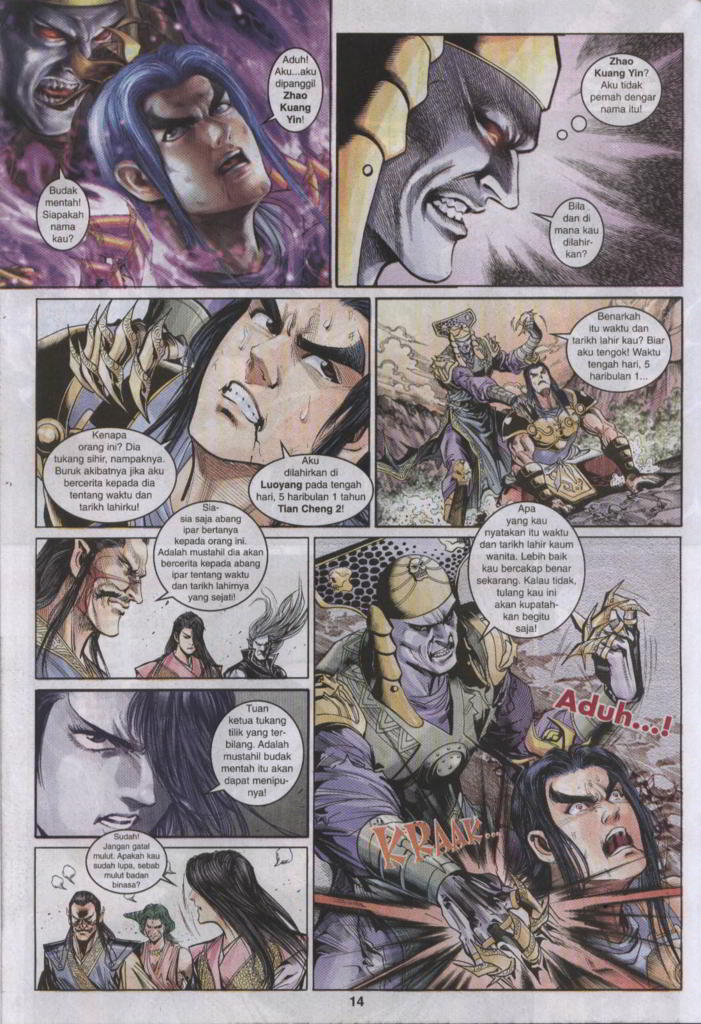 Aduh!
Aku...aku
dipanggil
Zhao
Kuang
Yin!
Budak
mentah!
Siapakah
nama
kau?
Zhao
Kuang Yin?
Aku tidak
pernah dengar
nama itu!
Bila
dan di
mana kau
dilahir-
kan?
Kenapa
orang ini? Dia
tukang sihir, nampaknya.
Buruk akibatnya jika aku
bercerita kepada dia
tentang waktu dan
tarikh lahirku!
Aku
dilahirkan di
Luoyang pada tengah
hari, 5 haribulan 1 tahun
Tian Cheng 2!
Benarkah
itu waktu dan
tarikh lahir kau? Biar
aku tengok! Waktu
tengah hari, 5
haribulan 1...
Sia-
sia saja abang
ipar bertanya
kepada orang ini.
Adalah mustahil dia akan
bercerita kepada abang
ipar tentang waktu
dan tarikh lahirnya
yang sejati!
Apa
yang kau
nyatakan itu waktu
dan tarikh lahir kaum
wanita. Lebih baik
kau bercakap benar
sekarang. Kalau tidak,
tulang kau ini
akan kupatah-
kan begitu
saja!
Aduh...!
KRAAK...
Tuan
ketua tukang
tilik yang ter-
bilang. Adalah
mustahil budak
mentah itu akan
dapat menipu-
nya!
Sudah!
Jangan gatal
mulut. Apakah kau
sudah lupa, sebab
mulut badan
binasa?
14